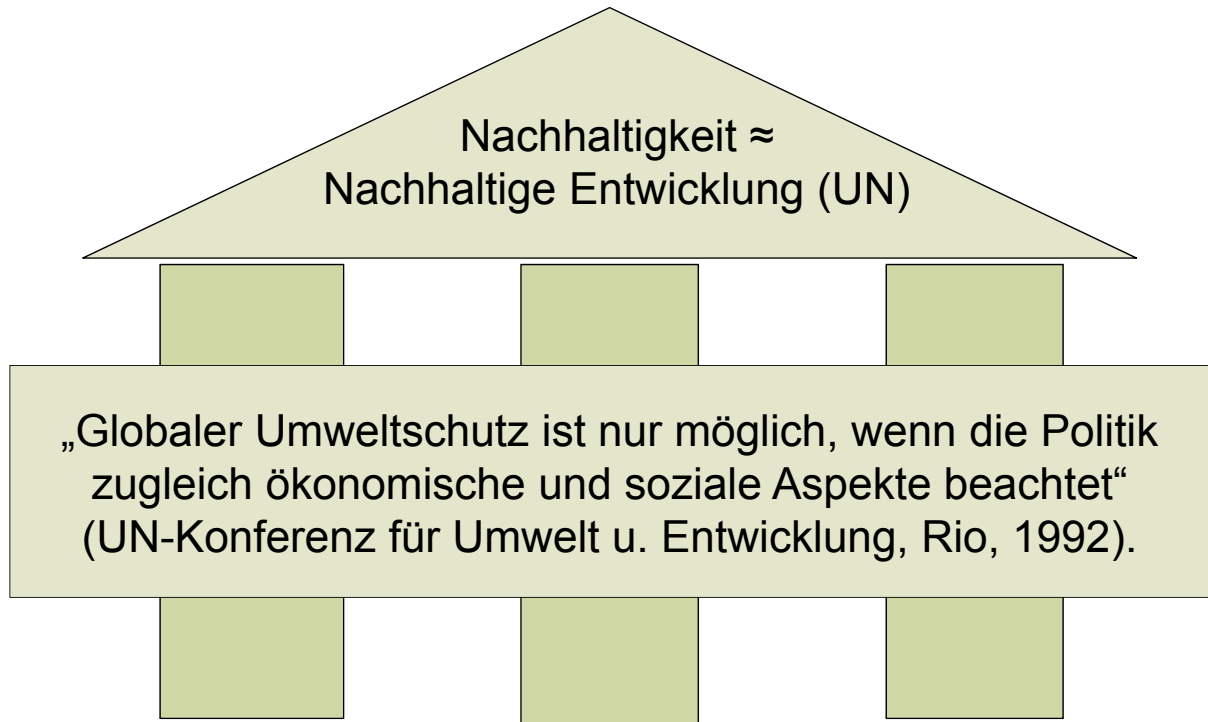 Nachhaltigkeit ≈
Nachhaltige Entwicklung (UN)
„Globaler Umweltschutz ist nur möglich, wenn die Politik
zugleich ökonomische und soziale Aspekte beachtet“
(UN-Konferenz für Umwelt u. Entwicklung, Rio, 1992).